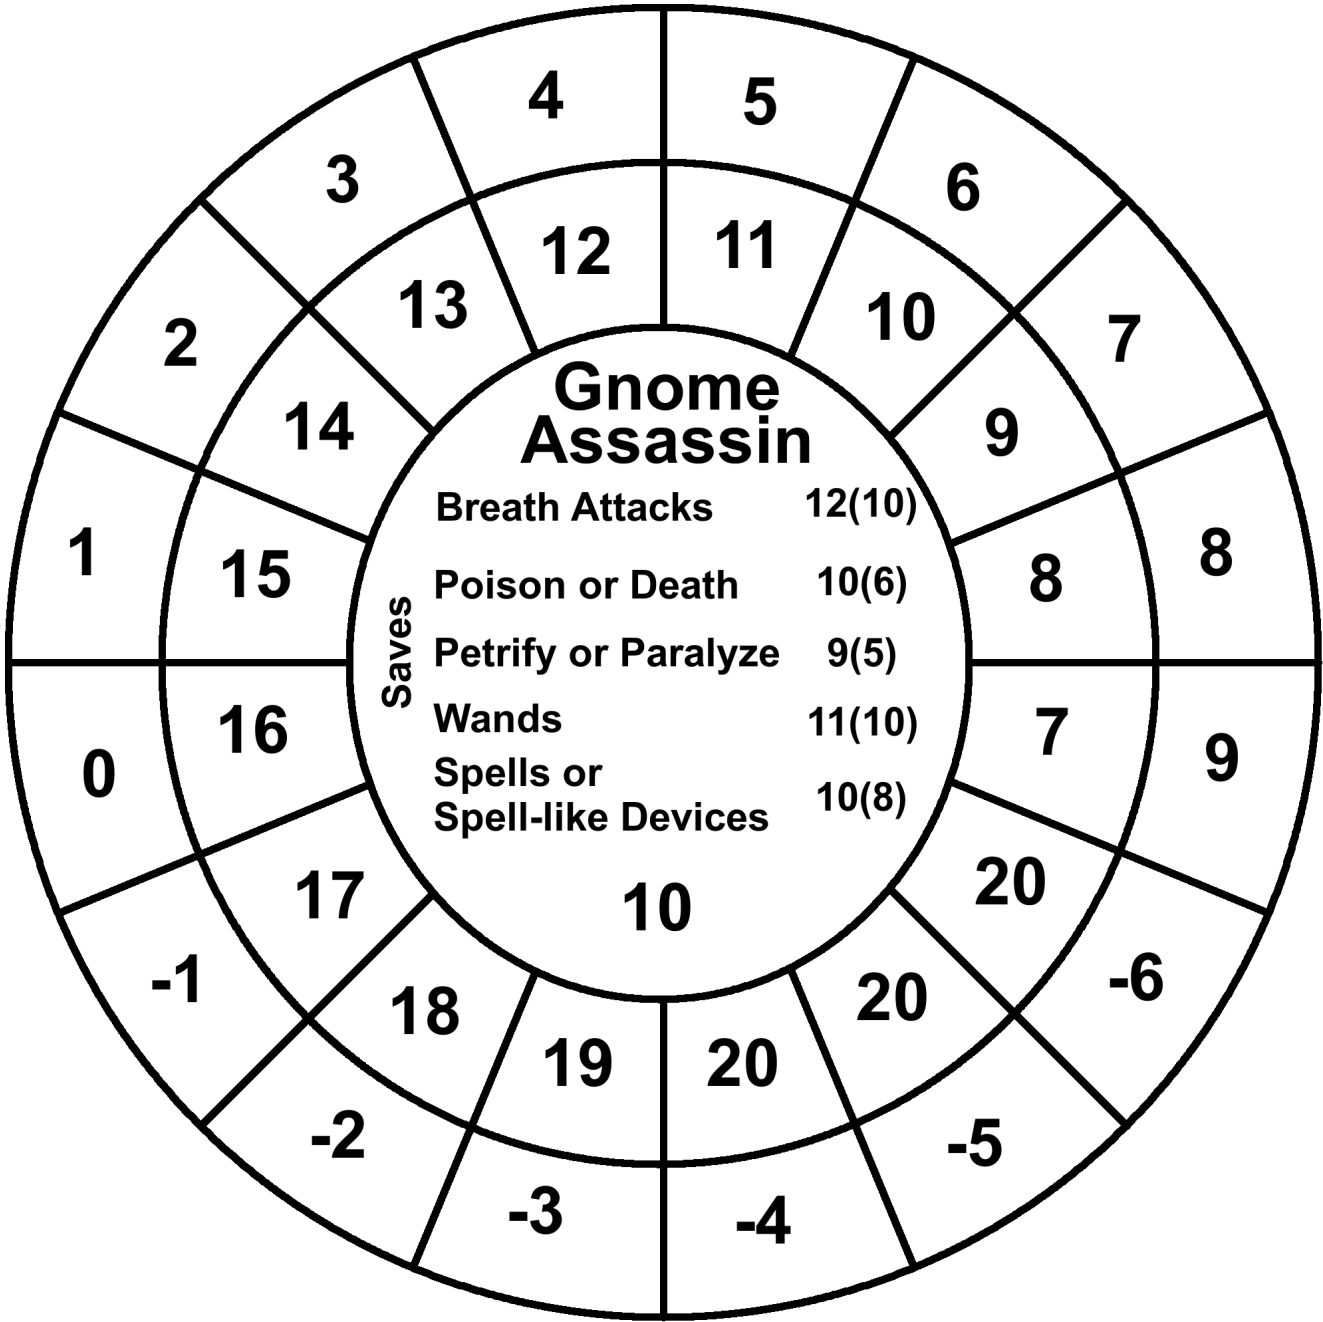 4 5
3 6
12 11
13 10
2 7
14 9
Gnome
Assassin
Breath Attacks 12(10)
1 8
15 8
Poison or Death 10(6)
Saves
Petrify or Paralyze 9(5)
Wands 11(10)
16 7
0 9
Spells or
Spell-like Devices 10(8)
17 20
10
-1 -6
18 20
19 20
-2 -5
-3 -4